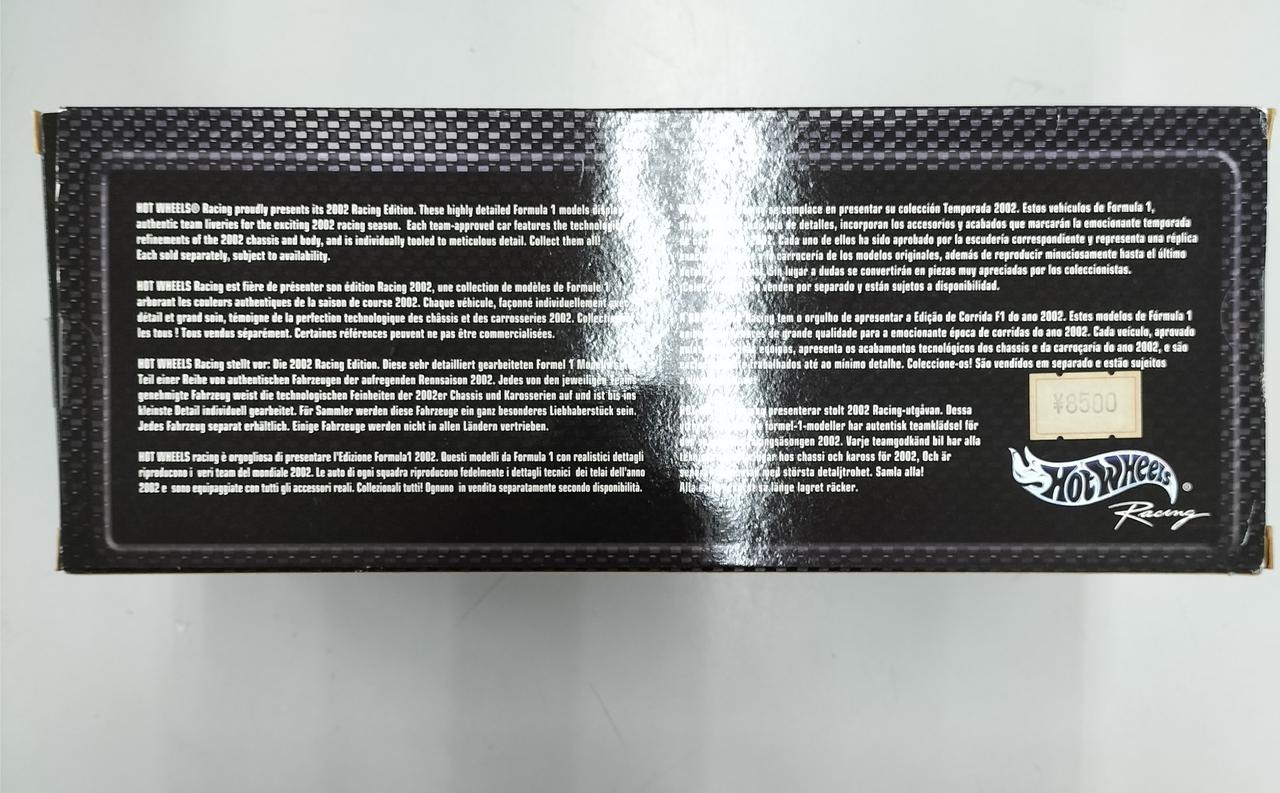 HOT WHEELS® Racing proudly presents its 2002 Racing Edition. These highly detailed Formula 1 models
authentic team liveries for the exciting 2002 racing season. Each team-approved car features the
refinements of the 2002 chassis and body, and is individually tooled to meticulous detail. Collect them all!
Each sold separately, subject to availability.
HOT WHEELS Racing est fière de présenter son édition Racing 2002, une collection de modèles de Formule
arborant les couleurs authentiques de la saison de course 2002. Chaque véhicule, façonné individuellement
détail et grand soin, témoigne de la perfection technologique des châssis et des carrosseries 2002.
les tous ! Tous vendus séparément. Certaines références peuvent ne pas être commercialisées.
HOT WHEELS Racing stellt vor: Die 2002 Racing Edition. Diese sehr detailliert gearbeiteten Formel 1
Teil einer Reihe von authentischen Fahrzeugen der aufregenden Rennsaison 2002. Jedes von den jeweiligen
genehmigte Fahrzeug weist die technologischen Feinheiten der 2002er Chassis und Karosserien auf und ist bis ins
kleinste Detail individuell gearbeitet. Für Sammler werden diese Fahrzeuge ein ganz besonderes Liebhaberstück sein.
Jedes Fahrzeug separat erhältlich. Einige Fahrzeuge werden nicht in allen Ländern vertrieben.
HOT WHEELS racing è orgogliosa di presentare l'Edizione Formula1 2002. Questi modelli da Formula 1 con realistici dettagli
riproducono i veri team del mondiale 2002. Le auto di ogni squadra riproducono fedelmente i dettagli tecnici dei telai dell'anno
2002 e sono equipaggiate con tutti gli accessori reali. Collezionali tutti! Ognuno in vendita separatamente secondo disponibilità.
se complace en presentar su colección Temporada 2002. Estos vehículos de Formula 1,
de detalles, incorporan los accesorios y acabados que marcarán la emocionante temporada
Cada uno de ellos ha sido aprobado por la escudería correspondiente y representa una réplica
carrocería de los modelos originales, además de reproducir minuciosamente hasta el último
Sin lugar a dudas se convertirán en piezas muy apreciadas por los coleccionistas.
venden por separado y están sujetos a disponibilidad.
Racing tem o orgulho de apresentar a Edição de Corrida F1 do ano 2002. Estes modelos de Fórmula 1
de grande qualidade para a emocionante época de corridas do ano 2002. Cada veículo, aprovado
equipas, apresenta os acabamentos tecnológicos dos chassis e da carroçaria do ano 2002, e são
trabalhados até ao mínimo detalhe. Coleccione-os! São vendidos em separado e estão sujeitos
¥8500
presenterar stolt 2002 Racing-utgåvan. Dessa
formel-1-modeller har autentisk teamklädsel för
2002. Varje teamgodkänd bil har alla
hos chassi och kaross för 2002, Och är
med största detaljtrohet. Samla alla!
så länge lagret räcker.
HOT WHEELS ®
Racing